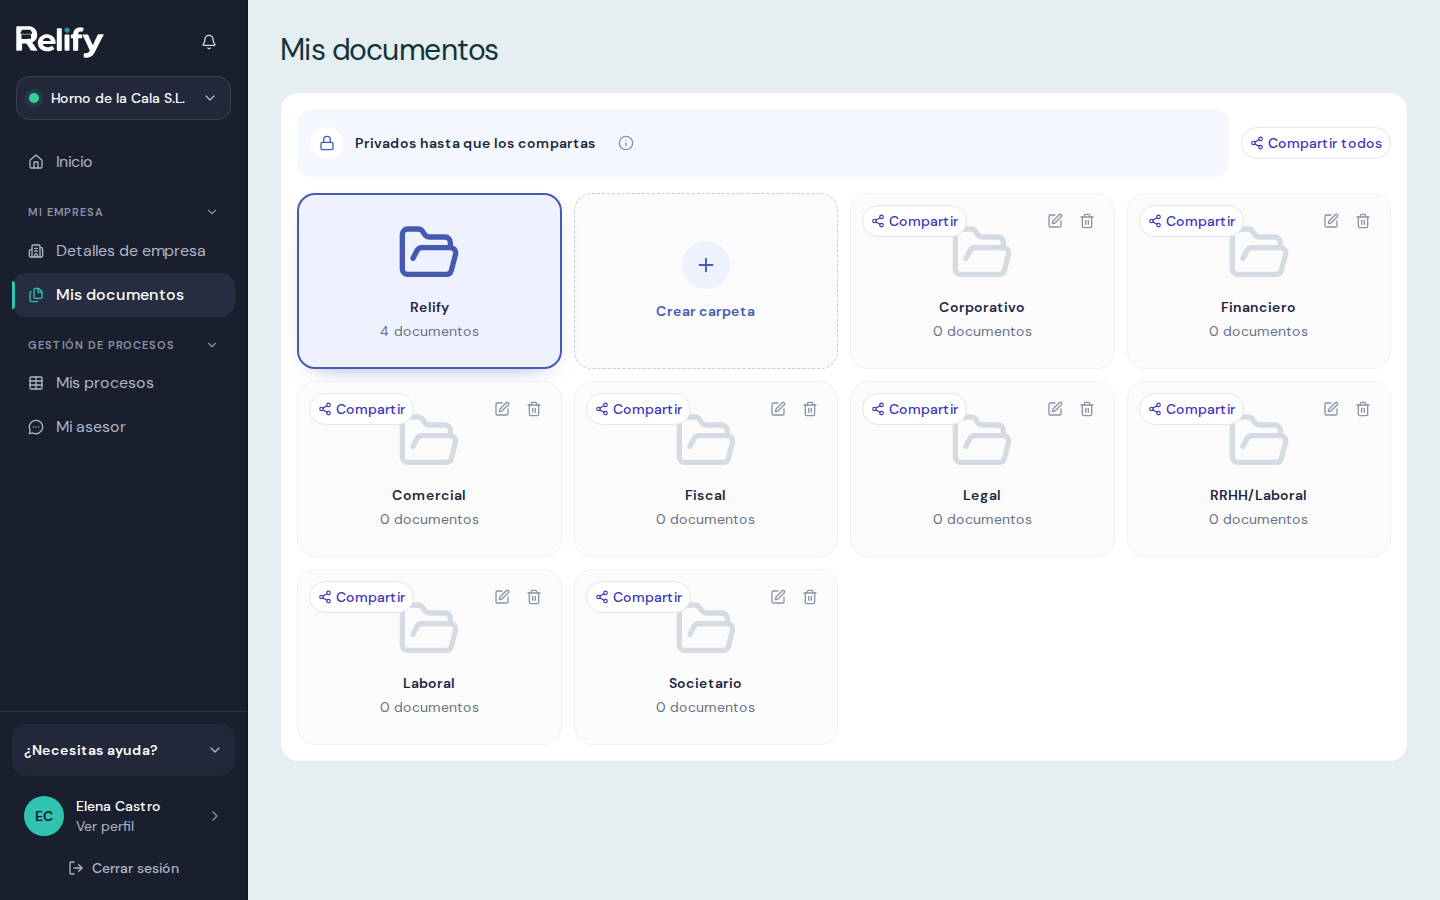 Relify
Horno de la Cala S.L.
Inicio
MI EMPRESA
Detalles de empresa
Mis documentos
GESTIÓN DE PROCESOS
Mis procesos
Mi asesor
¿Necesitas ayuda?
EC
Elena Castro
Ver perfil
Cerrar sesión
Mis documentos
Privados hasta que los compartas
Compartir todos
Relify
4 documentos
Crear carpeta
Compartir
Corporativo
0 documentos
Compartir
Financiero
0 documentos
Compartir
Comercial
0 documentos
Compartir
Fiscal
0 documentos
Compartir
Legal
0 documentos
Compartir
RRHH/Laboral
0 documentos
Compartir
Laboral
0 documentos
Compartir
Societario
0 documentos